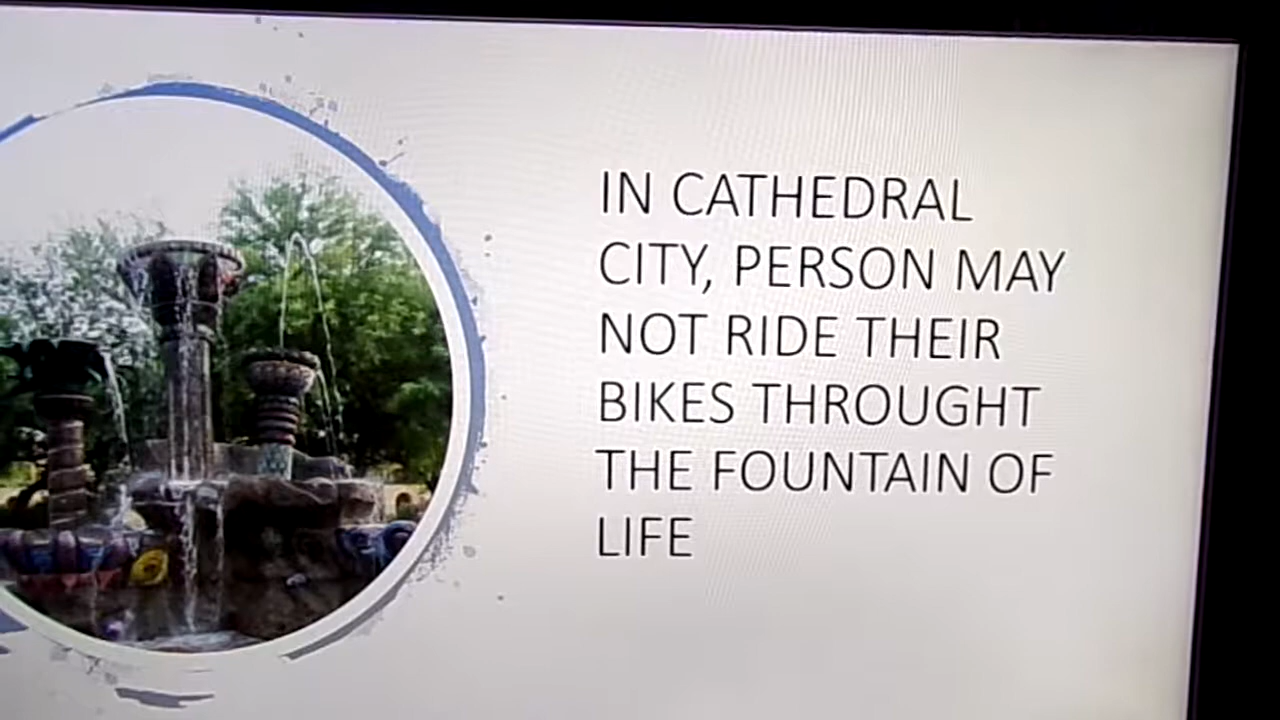 IN CATHEDRAL
CITY, PERSON MAY
NOT RIDE THEIR
BIKES THROUGHT
THE FOUNTAIN OF
LIFE